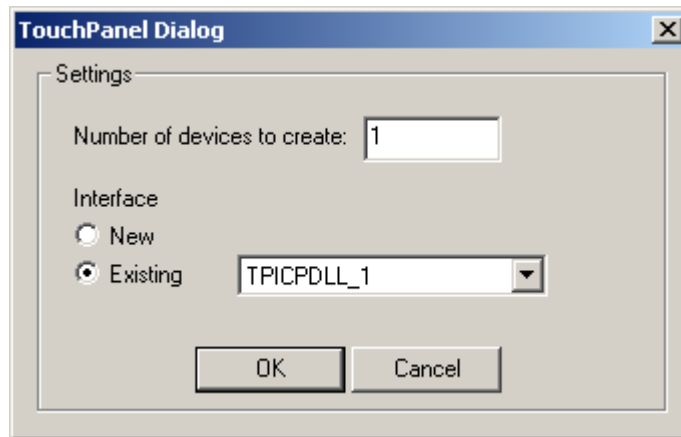 TouchPanel Dialog
Settings
Number of devices to create: 1
Interface
New
Existing TPICPDLL_1
OK Cancel